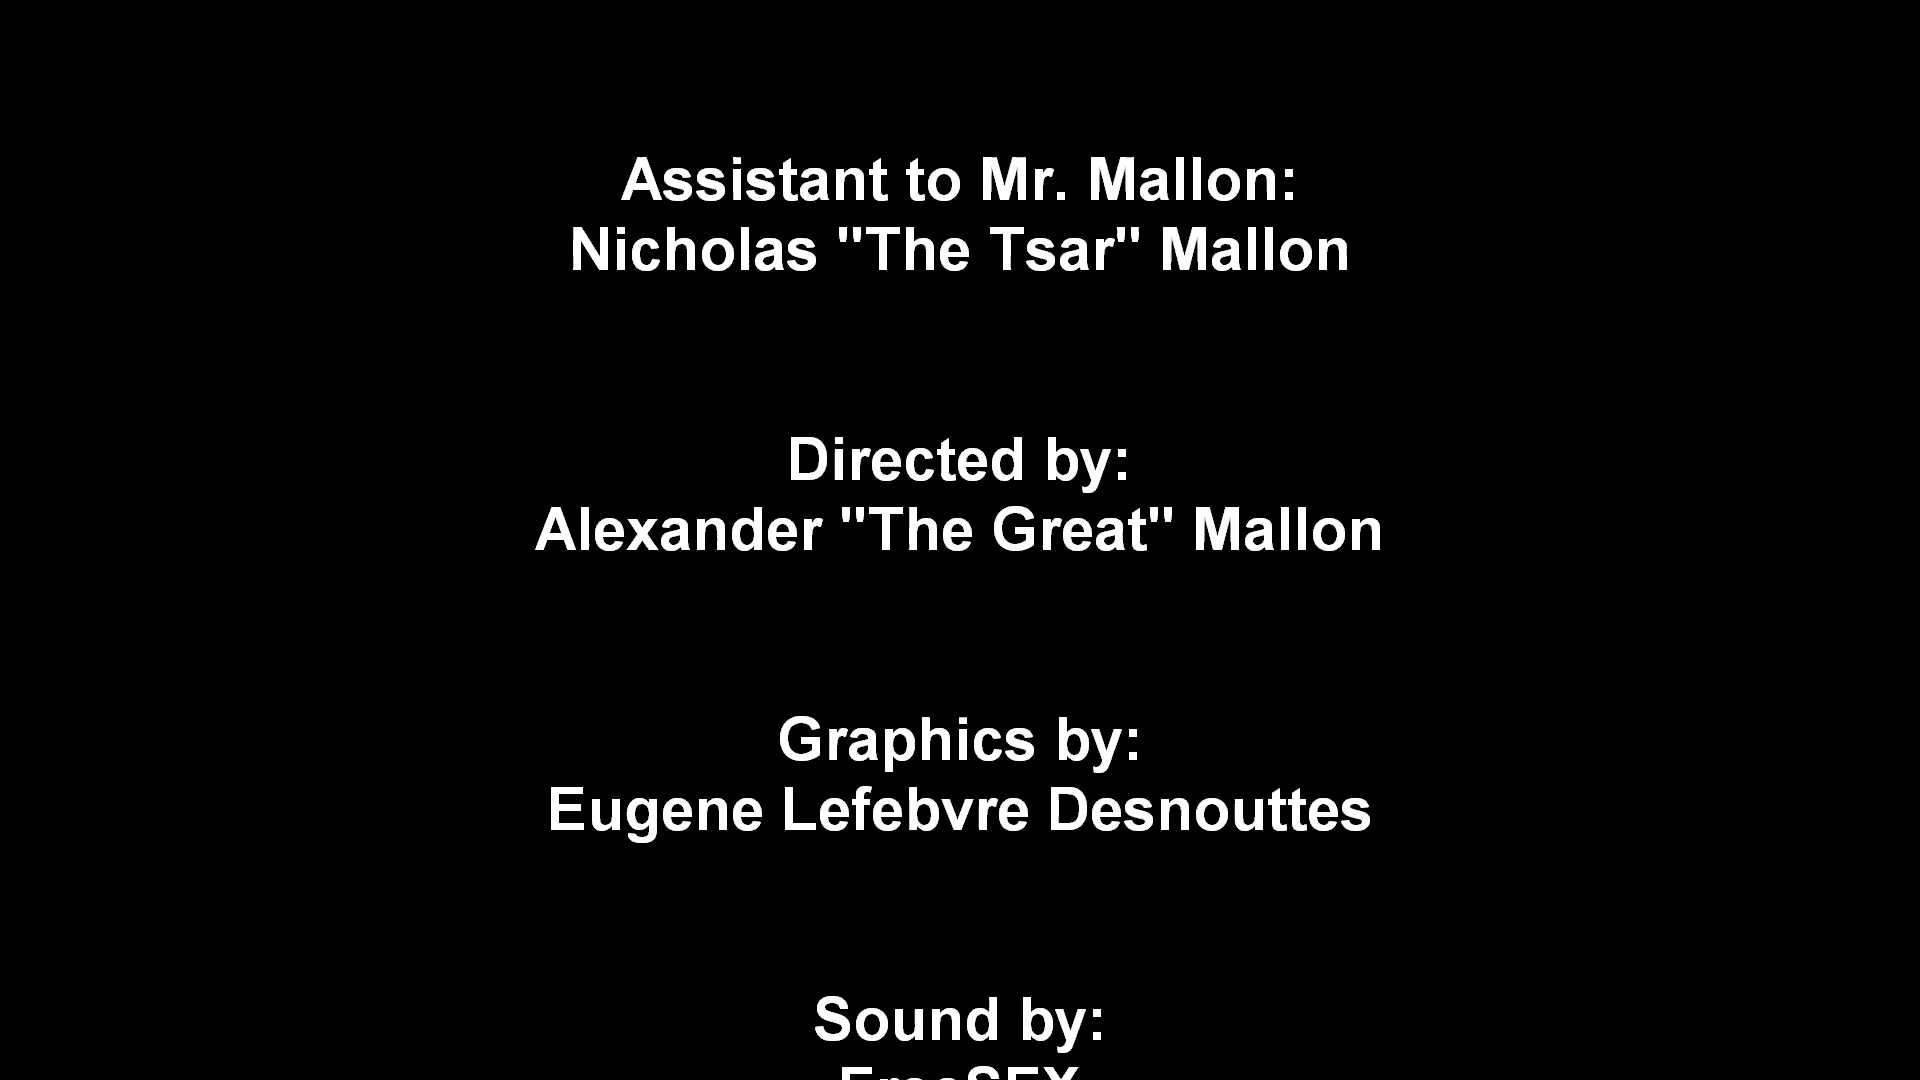 Assistant to Mr. Mallon:
Nicholas "The Tsar" Mallon
Directed by:
Alexander "The Great" Mallon
Graphics by:
Eugene Lefebvre Desnouttes
Sound by:
FreeSFX